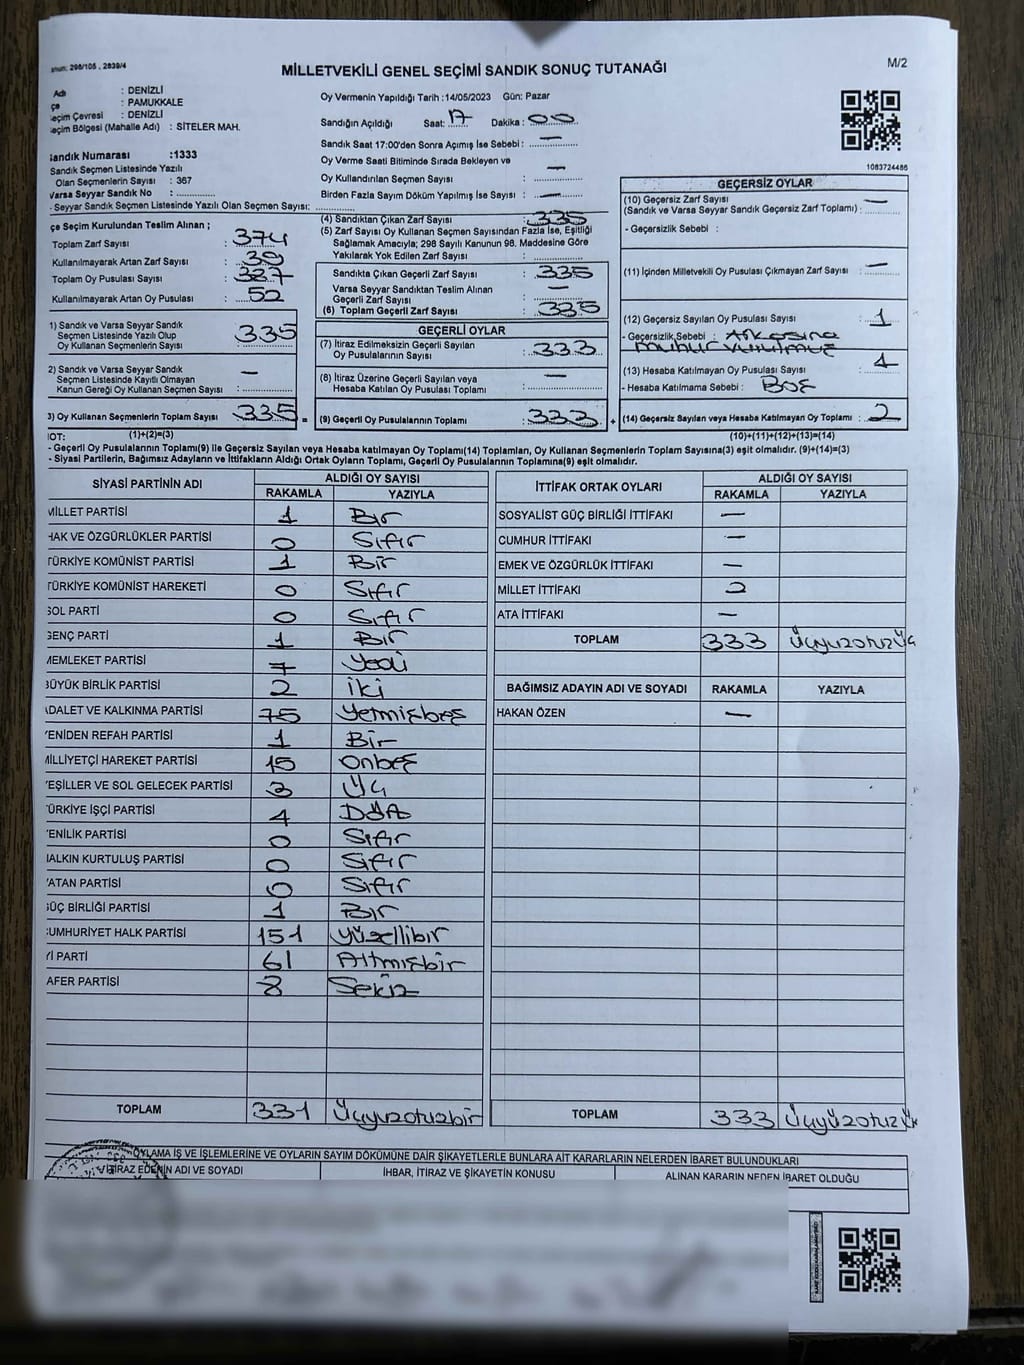 anun: 298/105 , 2839/4
MİLLETVEKİLİ GENEL SEÇİMİ SANDIK SONUÇ TUTANAĞI
M/2
Adı : DENİZLİ
çe : PAMUKKALE
eçim Çevresi : DENİZLİ
eçim Bölgesi (Mahalle Adı) : SİTELER MAH.
Oy Vermenin Yapıldığı Tarih :14/05/2023 Gün: Pazar
Sandığın Açıldığı Saat: 17 Dakika : 00
Sandık Saat 17:00'den Sonra Açımış İse Sebebi : —
Oy Verme Saati Bitiminde Sırada Bekleyen ve
Oy Kullandırılan Seçmen Sayısı : —
Birden Fazla Sayım Döküm Yapılmış İse Sayısı : —
1083724486
Sandık Numarası :1333
Sandık Seçmen Listesinde Yazılı
Olan Seçmenlerin Sayısı : 367
Varsa Seyyar Sandık No :
- Seyyar Sandık Seçmen Listesinde Yazılı Olan Seçmen Sayısı:
çe Seçim Kurulundan Teslim Alınan ;
Toplam Zarf Sayısı : 374
Kullanılmayarak Artan Zarf Sayısı : 39
Toplam Oy Pusulası Sayısı : 387
Kullanılmayarak Artan Oy Pusulası : 52
(4) Sandıktan Çıkan Zarf Sayısı : 335
(5) Zarf Sayısı Oy Kullanan Seçmen Sayısından Fazla İse, Eşitliği
Sağlamak Amacıyla; 298 Sayılı Kanunun 98. Maddesine Göre
Yakılarak Yok Edilen Zarf Sayısı :
Sandıkta Çıkan Geçerli Zarf Sayısı : 335
Varsa Seyyar Sandıktan Teslim Alınan
Geçerli Zarf Sayısı : —
(6) Toplam Geçerli Zarf Sayısı : 335
GEÇERSİZ OYLAR
(10) Geçersiz Zarf Sayısı
(Sandık ve Varsa Seyyar Sandık Geçersiz Zarf Toplamı) : —
- Geçersizlik Sebebi :
(11) İçinden Milletvekili Oy Pusulası Çıkmayan Zarf Sayısı : —
(12) Geçersiz Sayılan Oy Pusulası Sayısı : 1
- Geçersizlik Sebebi : Arkasına
mühür vurulmuş
(13) Hesaba Katılmayan Oy Pusulası Sayısı : 1
- Hesaba Katılmama Sebebi : Boş
(14) Geçersiz Sayılan veya Hesaba Katılmayan Oy Toplamı : 2
1) Sandık ve Varsa Seyyar Sandık
Seçmen Listesinde Yazılı Olup
Oy Kullanan Seçmenlerin Sayısı : 335
2) Sandık ve Varsa Seyyar Sandık
Seçmen Listesinde Kayıtlı Olmayan
Kanun Gereği Oy Kullanan Seçmen Sayısı : —
3) Oy Kullanan Seçmenlerin Toplam Sayısı : 335 =
GEÇERLİ OYLAR
(7) İtiraz Edilmeksizin Geçerli Sayılan
Oy Pusulalarının Sayısı : 333
(8) İtiraz Üzerine Geçerli Sayılan veya
Hesaba Katılan Oy Pusulası Toplamı : —
(9) Geçerli Oy Pusulalarının Toplamı : 333 +
IOT: (1)+(2)=(3)
(10)+(11)+(12)+(13)=(14)
- Geçerli Oy Pusulalarının Toplamı(9) ile Geçersiz Sayılan veya Hesaba katılmayan Oy Toplamı(14) Toplamları, Oy Kullanan Seçmenlerin Toplam Sayısına(3) eşit olmalıdır. (9)+(14)=(3)
- Siyasi Partilerin, Bağımsız Adayların ve İttifakların Aldığı Ortak Oyların Toplamı, Geçerli Oy Pusulalarının Toplamına(9) eşit olmalıdır.
SİYASİ PARTİNİN ADI ALDIĞI OY SAYISI
RAKAMLA YAZIYLA
MİLLET PARTİSİ 1 Bir
HAK VE ÖZGÜRLÜKLER PARTİSİ 0 Sıfır
TÜRKİYE KOMÜNİST PARTİSİ 1 Bir
TÜRKİYE KOMÜNİST HAREKETİ 0 Sıfır
SOL PARTİ 0 Sıfır
GENÇ PARTİ 1 Bir
MEMLEKET PARTİSİ 7 Yedi
BÜYÜK BİRLİK PARTİSİ 2 İki
ADALET VE KALKINMA PARTİSİ 75 Yetmişbeş
YENİDEN REFAH PARTİSİ 1 Bir
MİLLİYETÇİ HAREKET PARTİSİ 15 Onbeş
YEŞİLLER VE SOL GELECEK PARTİSİ 3 Üç
TÜRKİYE İŞÇİ PARTİSİ 4 Dört
YENİLİK PARTİSİ 0 Sıfır
HALKIN KURTULUŞ PARTİSİ 0 Sıfır
VATAN PARTİSİ 0 Sıfır
GÜÇ BİRLİĞİ PARTİSİ 1 Bir
CUMHURİYET HALK PARTİSİ 151 Yüzellibir
Yİ PARTİ 61 Altmışbir
AFER PARTİSİ 8 Sekiz
TOPLAM 331 Üçyüzotuzbir
İTTİFAK ORTAK OYLARI ALDIĞI OY SAYISI
RAKAMLA YAZIYLA
SOSYALİST GÜÇ BİRLİĞİ İTTİFAKI —
CUMHUR İTTİFAKI —
EMEK VE ÖZGÜRLÜK İTTİFAKI —
MİLLET İTTİFAKI 2
ATA İTTİFAKI —
TOPLAM 333 Üçyüzotuzüç
BAĞIMSIZ ADAYIN ADI VE SOYADI RAKAMLA YAZIYLA
HAKAN ÖZEN —
TOPLAM 333 Üçyüzotuzü
OYLAMA İŞ VE İŞLEMLERİNE VE OYLARIN SAYIM DÖKÜMÜNE DAİR ŞİKAYETLERLE BUNLARA AİT KARARLARIN NELERDEN İBARET BULUNDUKLARI
İTİRAZ EDENİN ADI VE SOYADI İHBAR, İTİRAZ VE ŞİKAYETİN KONUSU ALINAN KARARIN NEDEN İBARET OLDUĞU